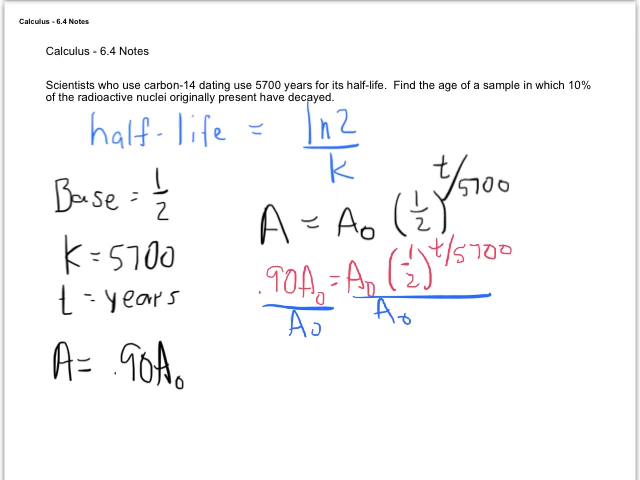 Calculus - 6.4 Notes
Calculus - 6.4 Notes
Scientists who use carbon-14 dating use 5700 years for its half-life.  Find the age of a sample in which 10%
of the radioactive nuclei originally present have decayed.
half-life = ln2/k
Base = 1/2
k = 5700
t = years
A = .90A₀
A = A₀ (1/2)^t/5700
.90A₀ = A₀ (1/2)^t/5700
A₀ A₀